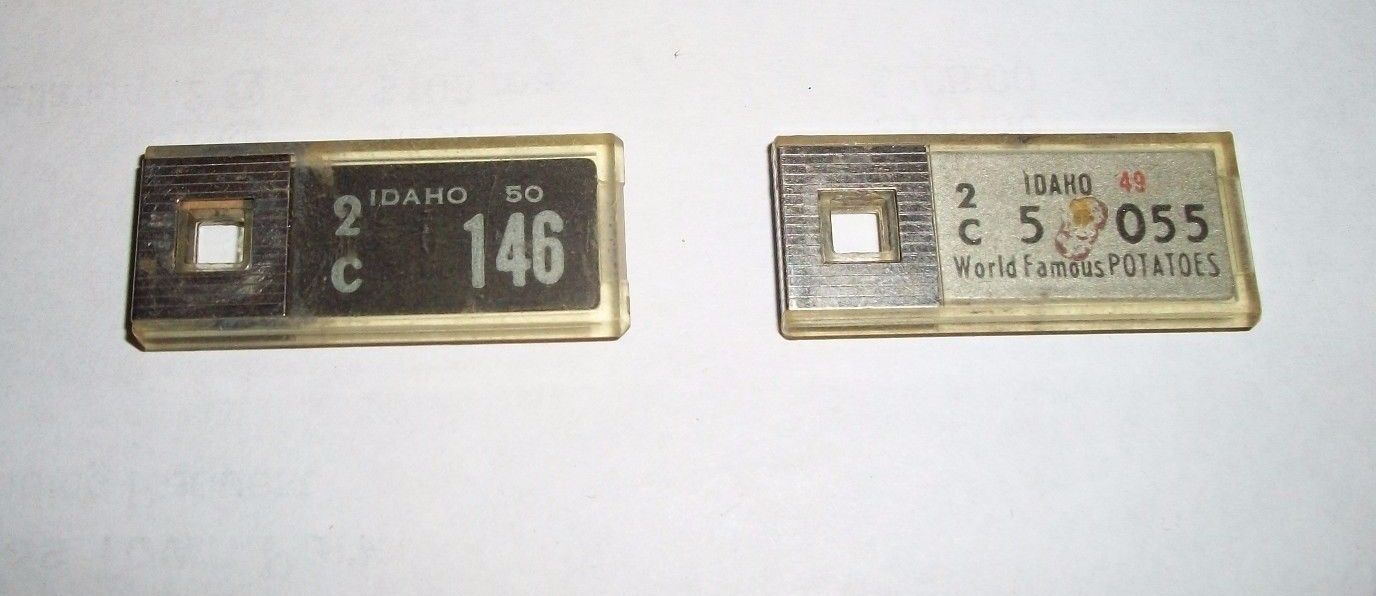 IDAHO 50
2
C
146
IDAHO 49
2
C
5 055
World Famous POTATOES